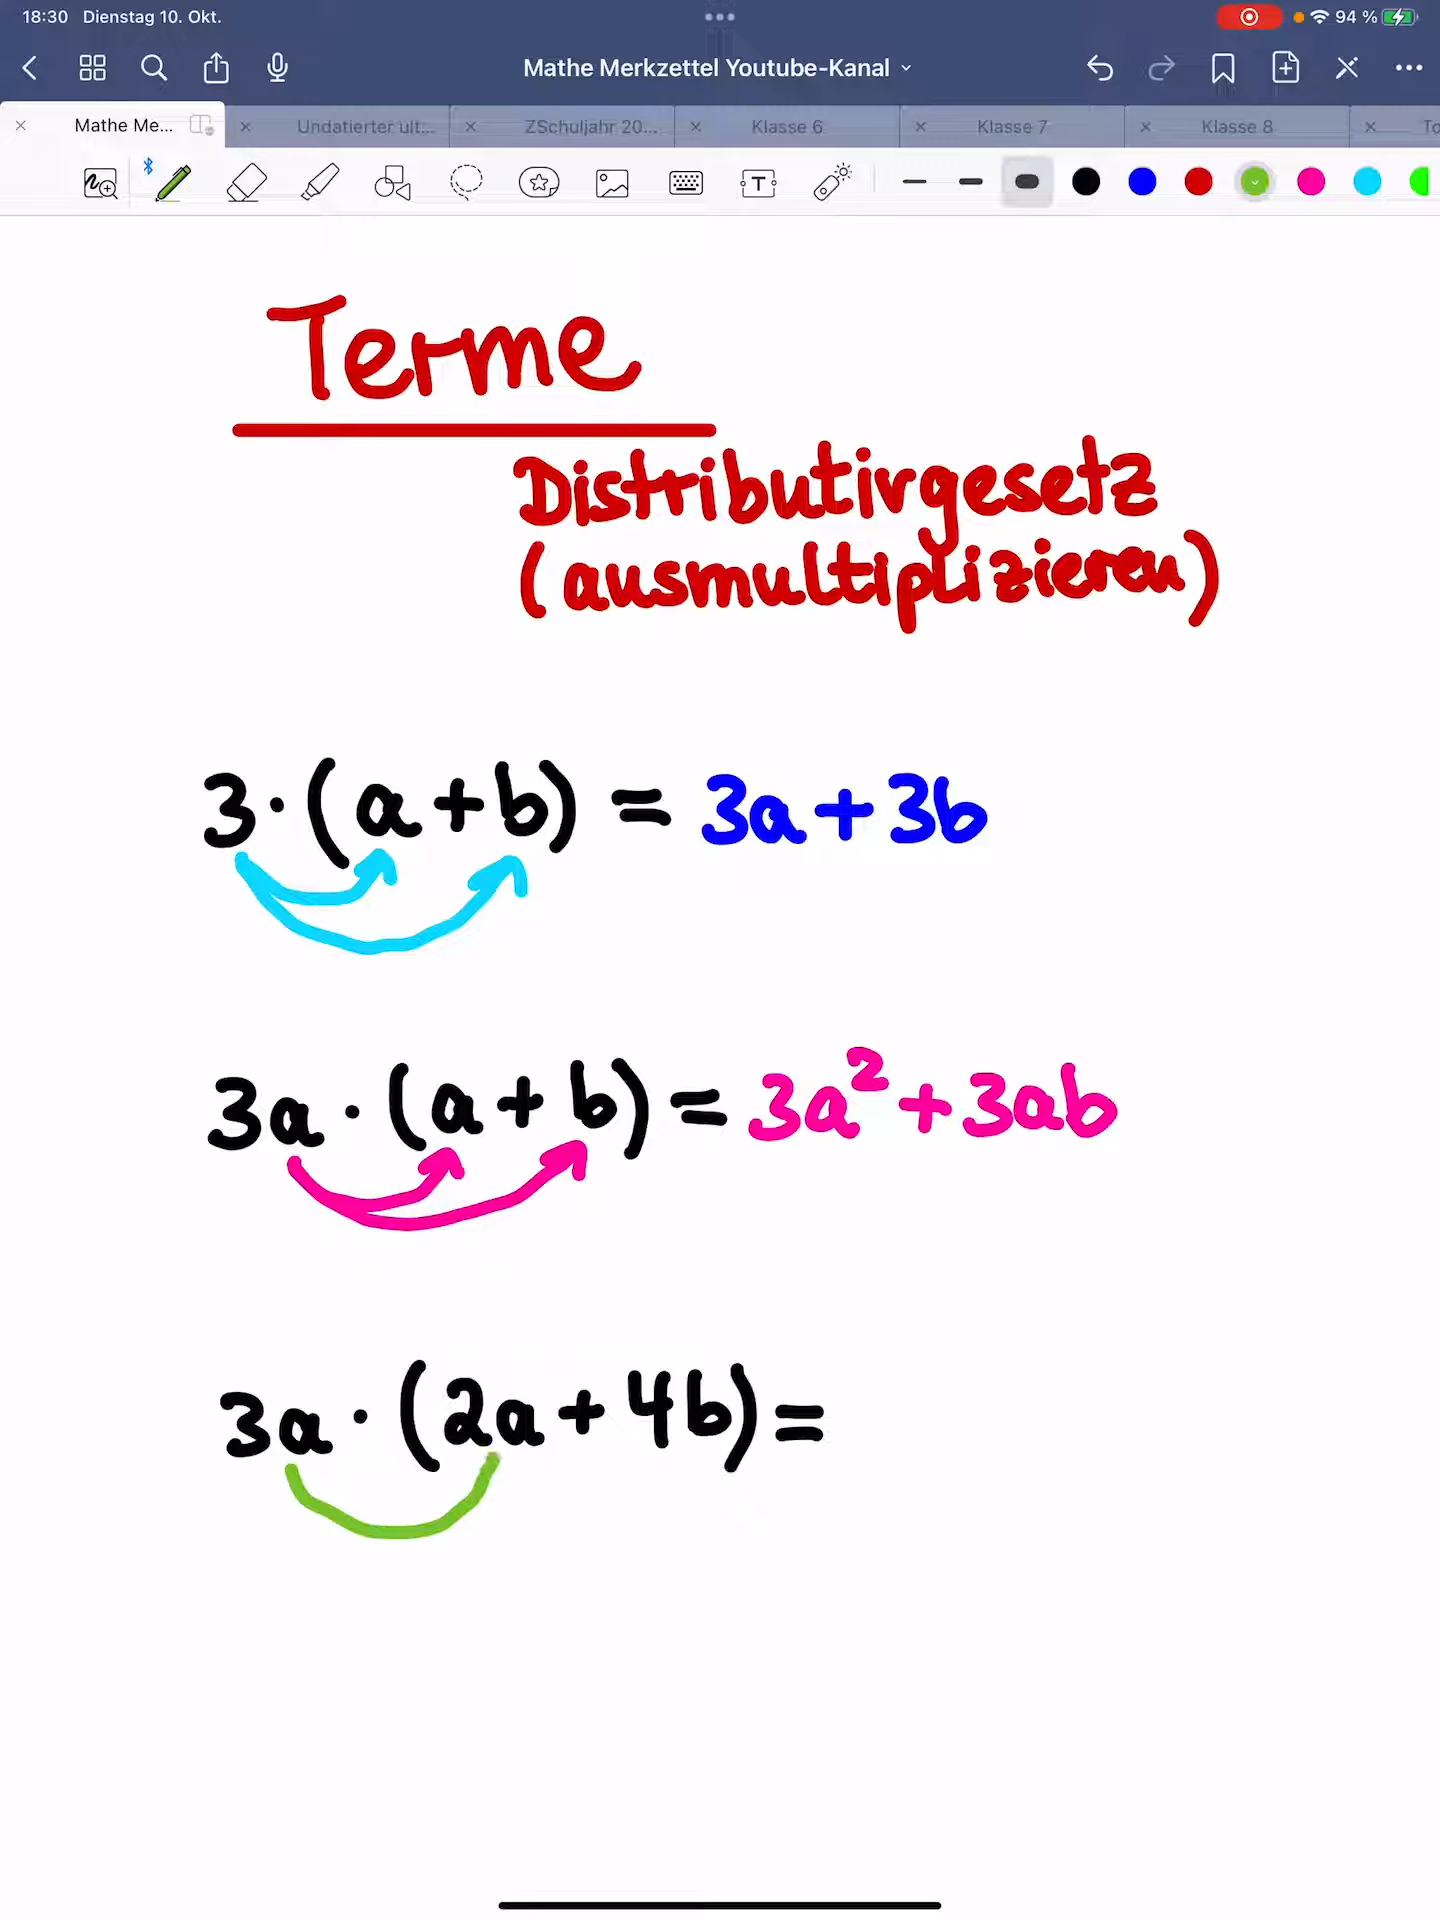 18:30 Dienstag 10. Okt. 94 %
Mathe Merkzettel Youtube-Kanal
Mathe Me... Undatierter ult... ZSchuljahr 20... Klasse 6 Klasse 7 Klasse 8 To
T
Terme
Distributivgesetz
(ausmultiplizieren)
3·(a+b) = 3a+3b
3a·(a+b) = 3a²+3ab
3a·(2a+4b)=